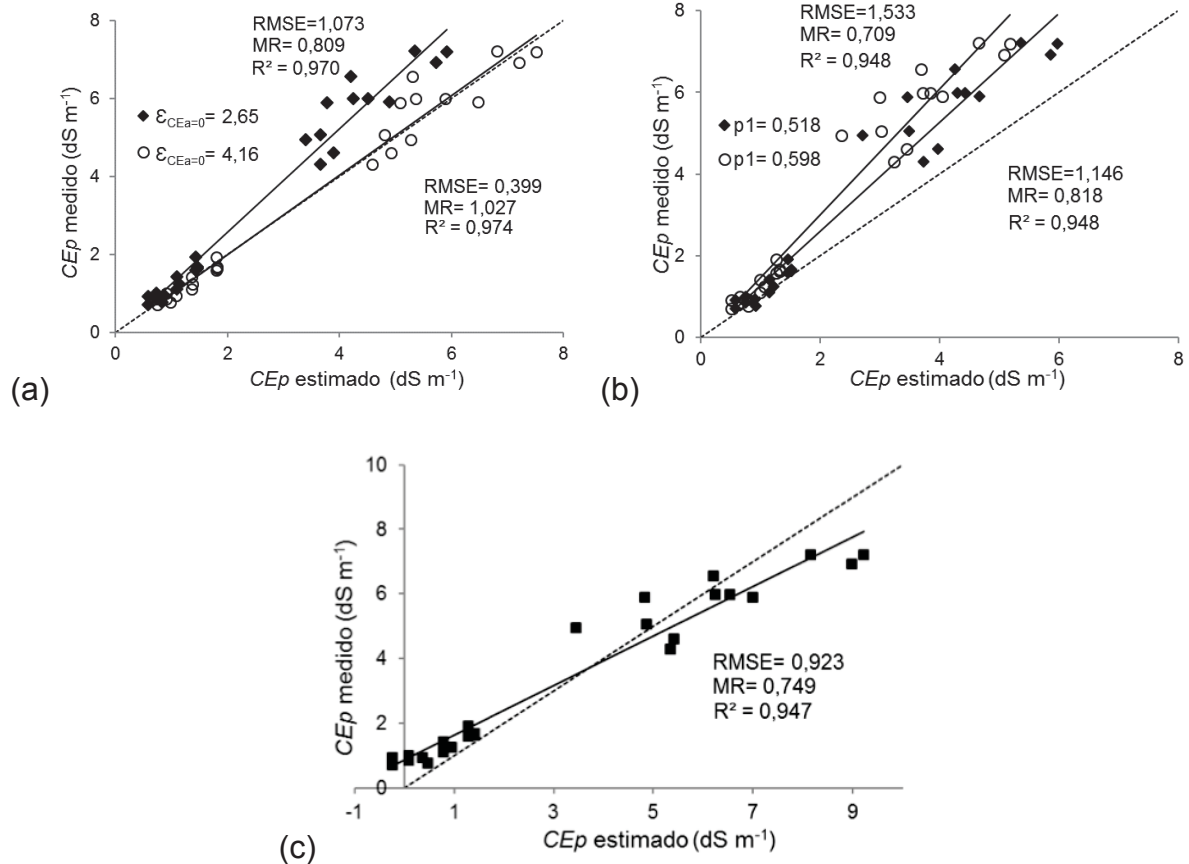 RMSE=1,073
MR= 0,809
R² = 0,970
ε_CEa=0 = 2,65
ε_CEa=0 = 4,16
RMSE= 0,399
MR= 1,027
R² = 0,974
CEp medido (dS m⁻¹)
8
6
4
2
0
0 2 4 6 8
CEp estimado (dS m⁻¹)
(a)
RMSE=1,533
MR= 0,709
R² = 0,948
p1= 0,518
p1= 0,598
RMSE=1,146
MR= 0,818
R² = 0,948
CEp medido (dS m⁻¹)
8
6
4
2
0
0 2 4 6 8
CEp estimado (dS m⁻¹)
(b)
CEp medido (dS m⁻¹)
10
8
6
4
2
0
RMSE= 0,923
MR= 0,749
R² = 0,947
-1 1 3 5 7 9
CEp estimado (dS m⁻¹)
(c)